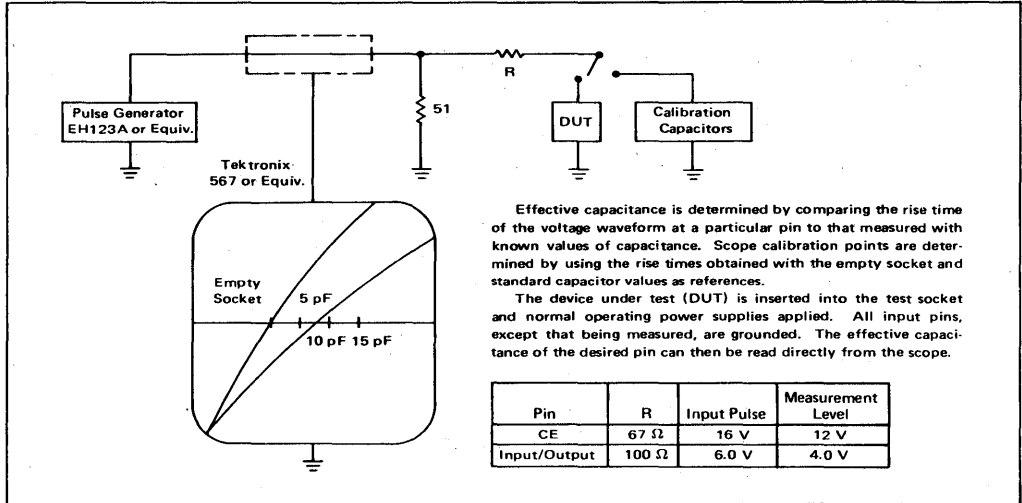 R
51
Pulse Generator
EH123A or Equiv.
DUT
Calibration
Capacitors
Tektronix
567 or Equiv.
Empty
Socket
5 pF
10 pF 15 pF
Effective capacitance is determined by comparing the rise time
of the voltage waveform at a particular pin to that measured with
known values of capacitance. Scope calibration points are deter-
mined by using the rise times obtained with the empty socket and
standard capacitor values as references.
The device under test (DUT) is inserted into the test socket
and normal operating power supplies applied. All input pins,
except that being measured, are grounded. The effective capaci-
tance of the desired pin can then be read directly from the scope.
Pin R Input Pulse Measurement Level
CE 67 Ω 16 V 12 V
Input/Output 100 Ω 6.0 V 4.0 V